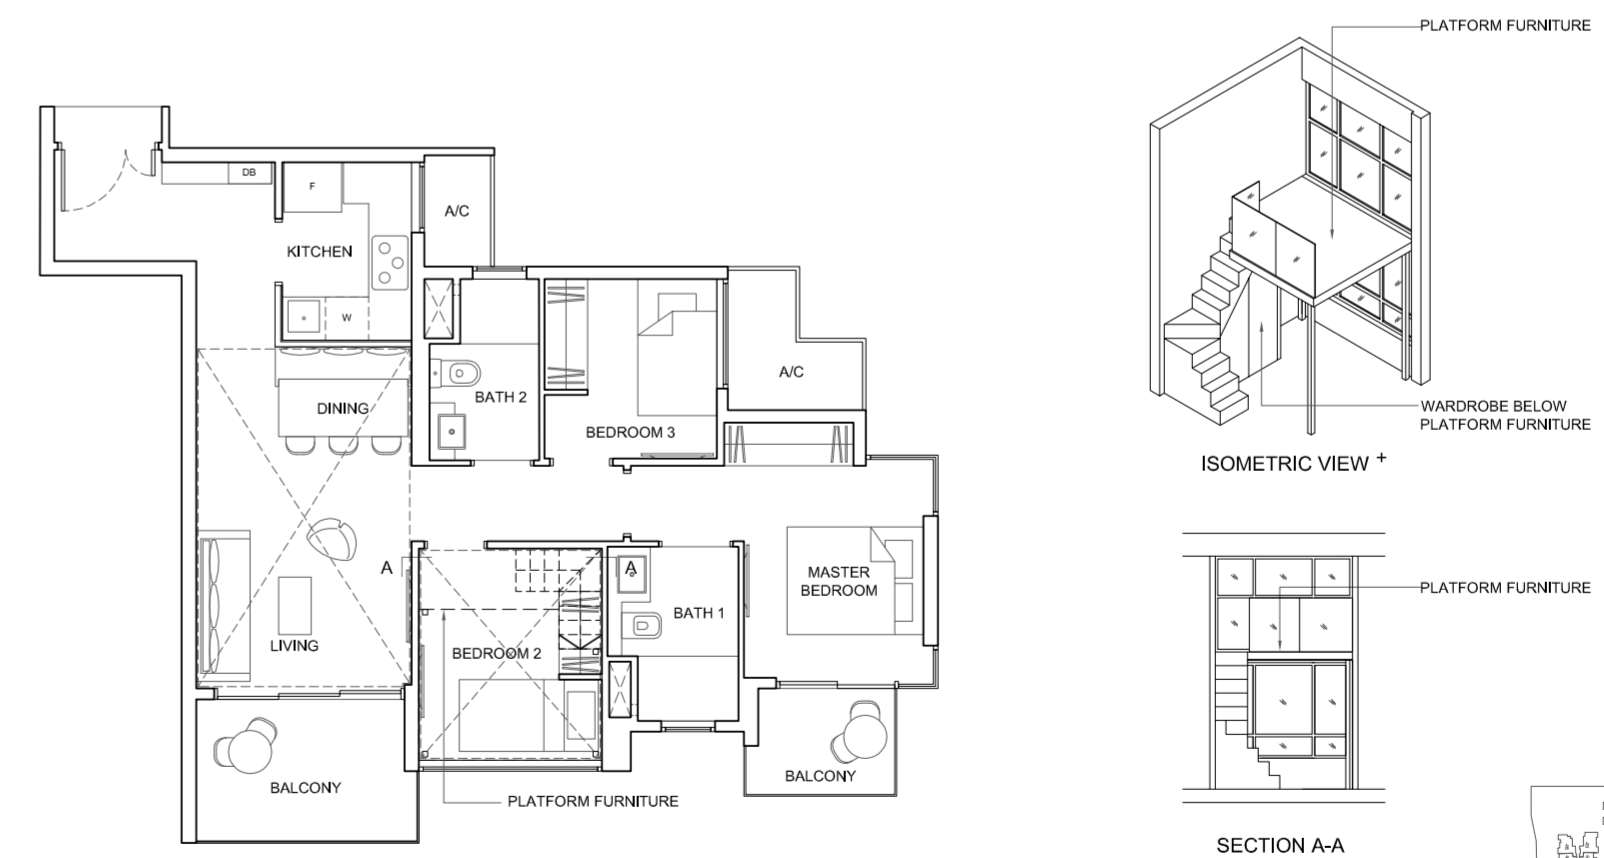 PLATFORM FURNITURE
DB
F
A/C
KITCHEN
W
A/C
DINING
BATH 2
BEDROOM 3
WARDROBE BELOW
PLATFORM FURNITURE
ISOMETRIC VIEW +
A
A
MASTER
BEDROOM
BATH 1
LIVING
BEDROOM 2
PLATFORM FURNITURE
BALCONY
BALCONY
PLATFORM FURNITURE
SECTION A-A